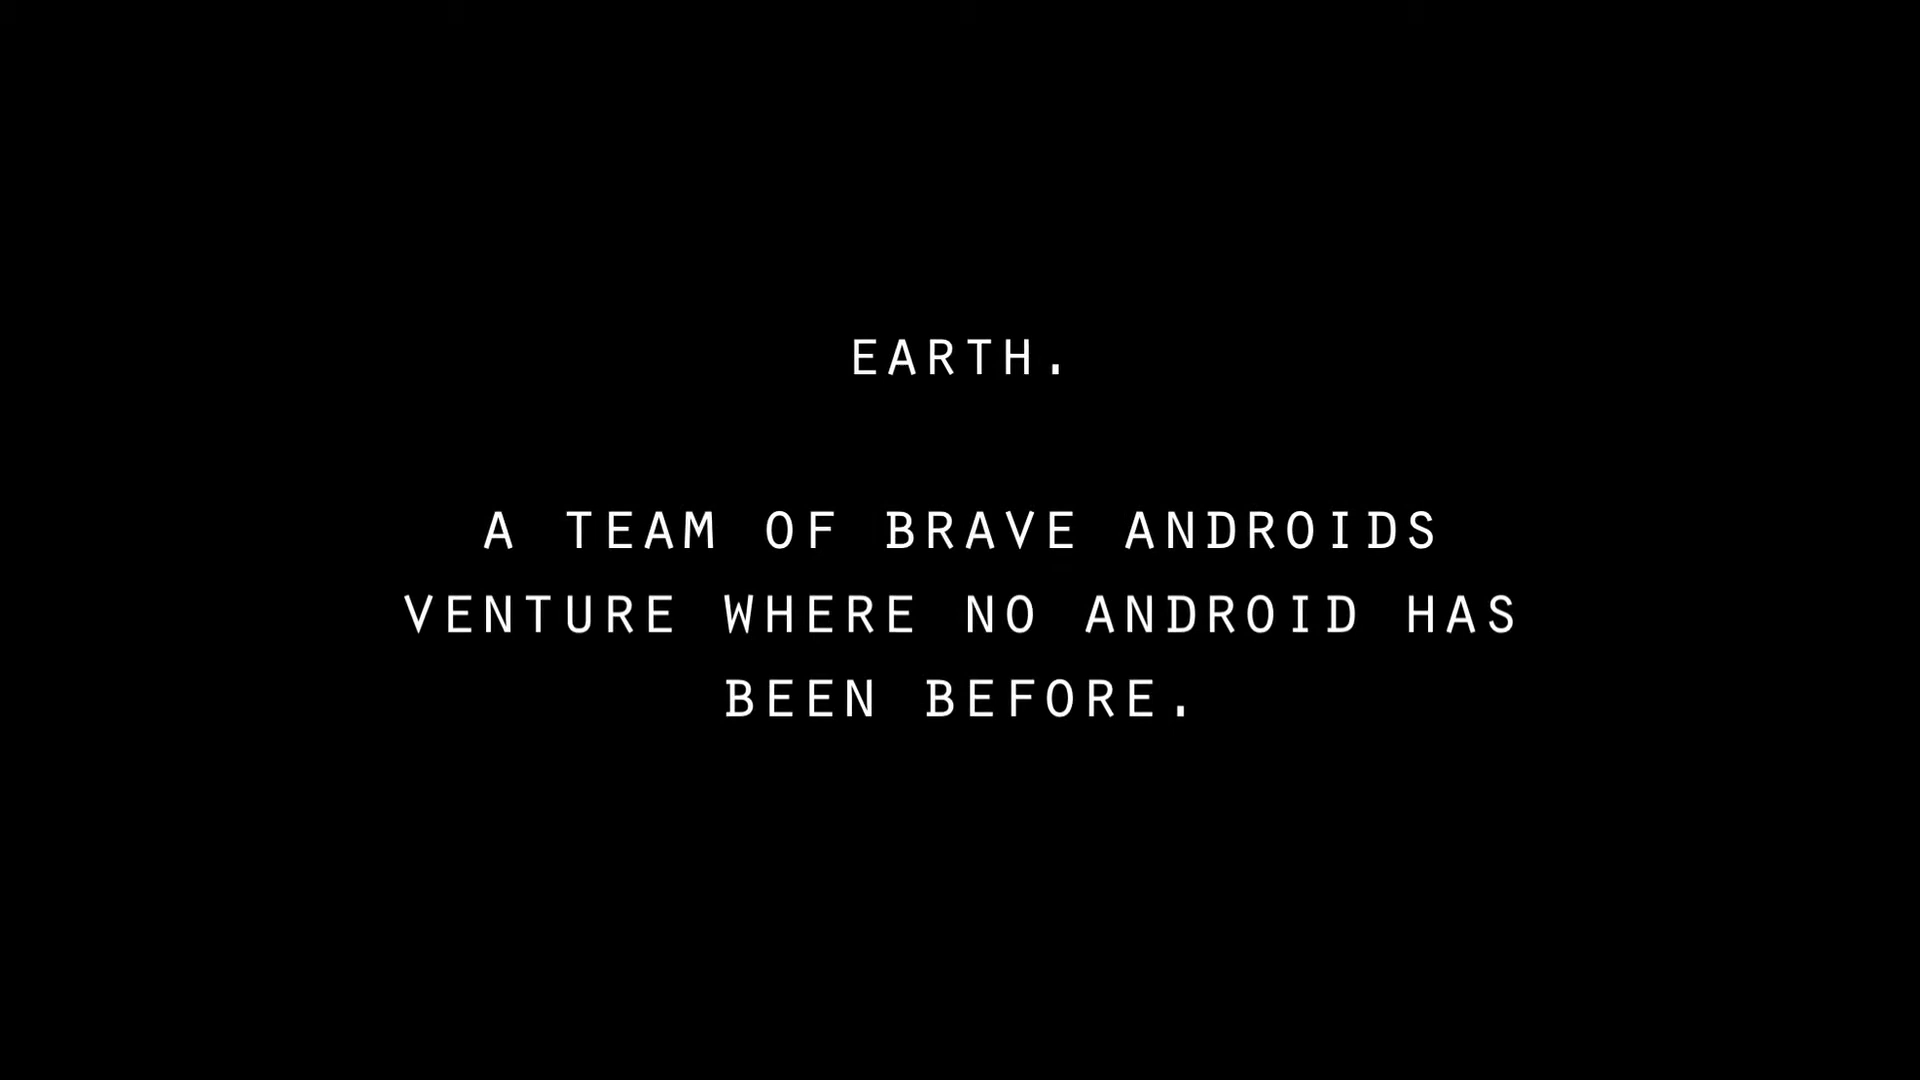 EARTH.
A TEAM OF BRAVE ANDROIDS
VENTURE WHERE NO ANDROID HAS
BEEN BEFORE.